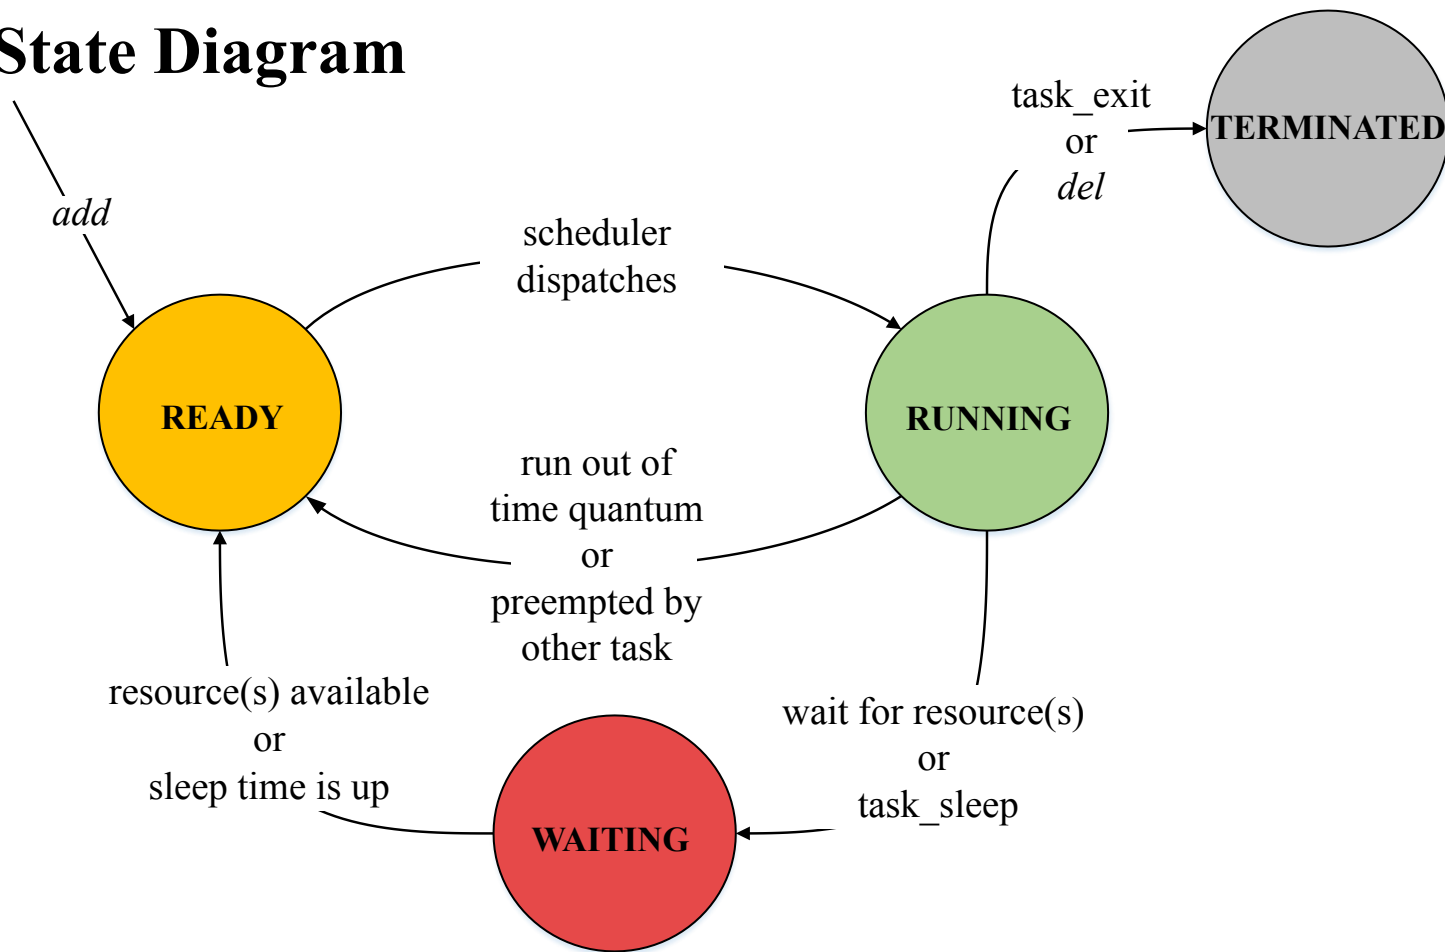 State Diagram
add
scheduler
dispatches
task_exit
or
del
TERMINATED
READY
RUNNING
run out of
time quantum
or
preempted by
other task
resource(s) available
or
sleep time is up
wait for resource(s)
or
task_sleep
WAITING